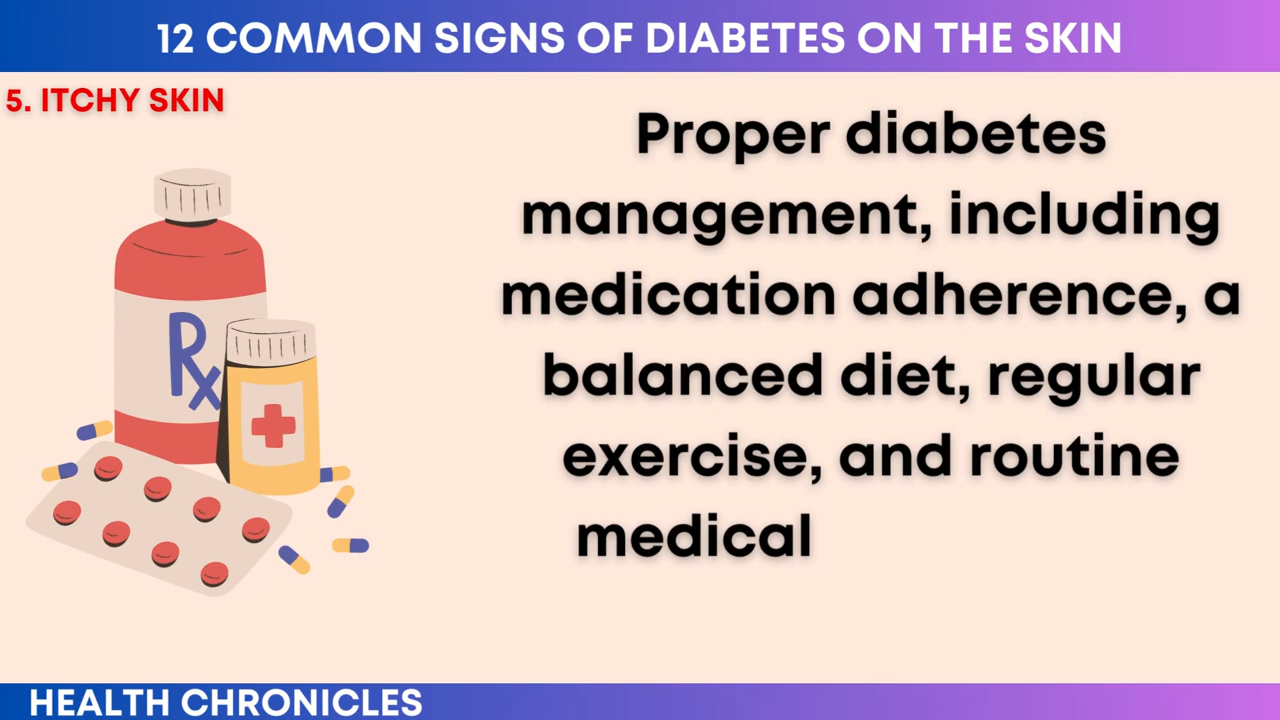 12 COMMON SIGNS OF DIABETES ON THE SKIN
5. ITCHY SKIN
Proper diabetes
management, including
medication adherence, a
balanced diet, regular
exercise, and routine
medical
Rx
HEALTH CHRONICLES